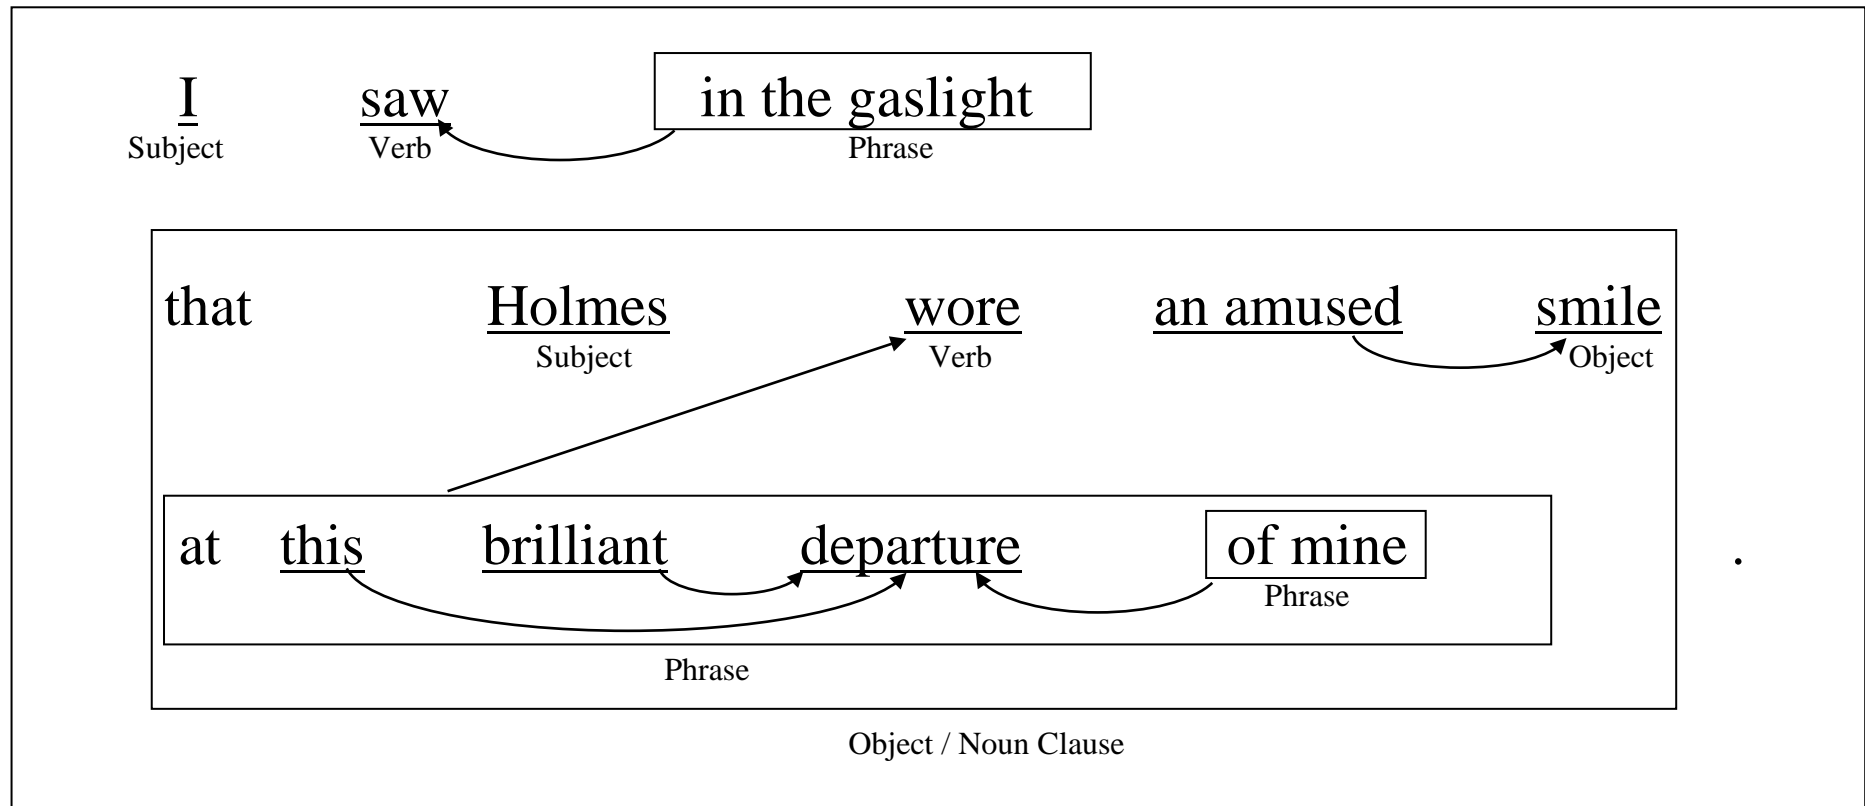 I saw in the gaslight
Subject Verb Phrase
that Holmes wore an amused smile
Subject Verb Object
at this brilliant departure of mine .
Phrase
Phrase
Object / Noun Clause